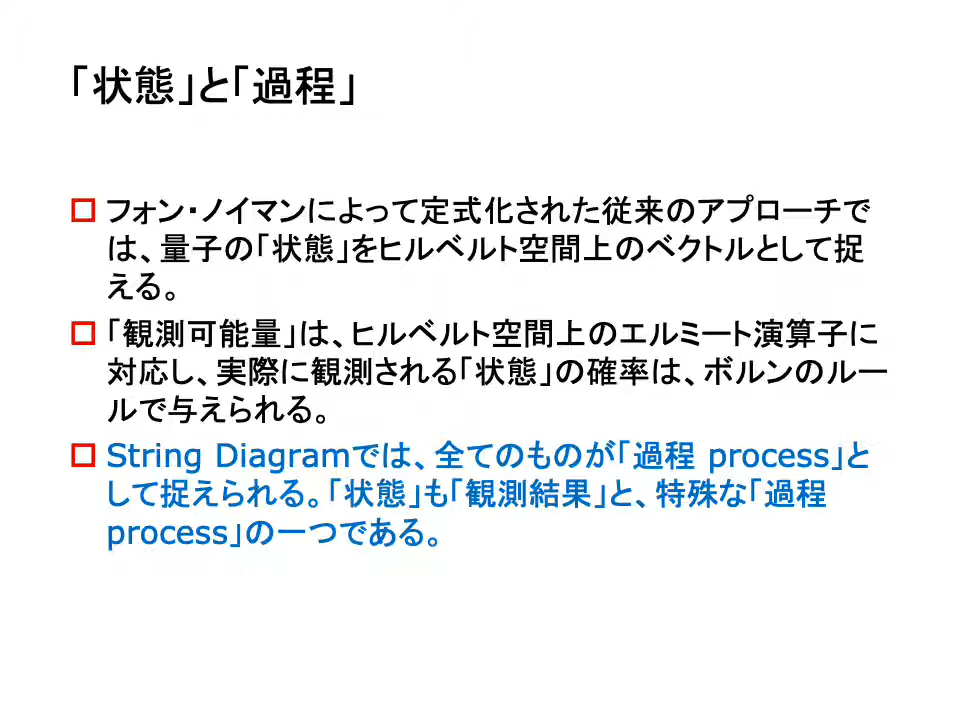 「状態」と「過程」
フォン・ノイマンによって定式化された従来のアプローチで
は、量子の「状態」をヒルベルト空間上のベクトルとして捉
える。
「観測可能量」は、ヒルベルト空間上のエルミート演算子に
対応し、実際に観測される「状態」の確率は、ボルンのルー
ルで与えられる。
String Diagramでは、全てのものが「過程 process」と
して捉えられる。「状態」も「観測結果」と、特殊な「過程
process」の一つである。